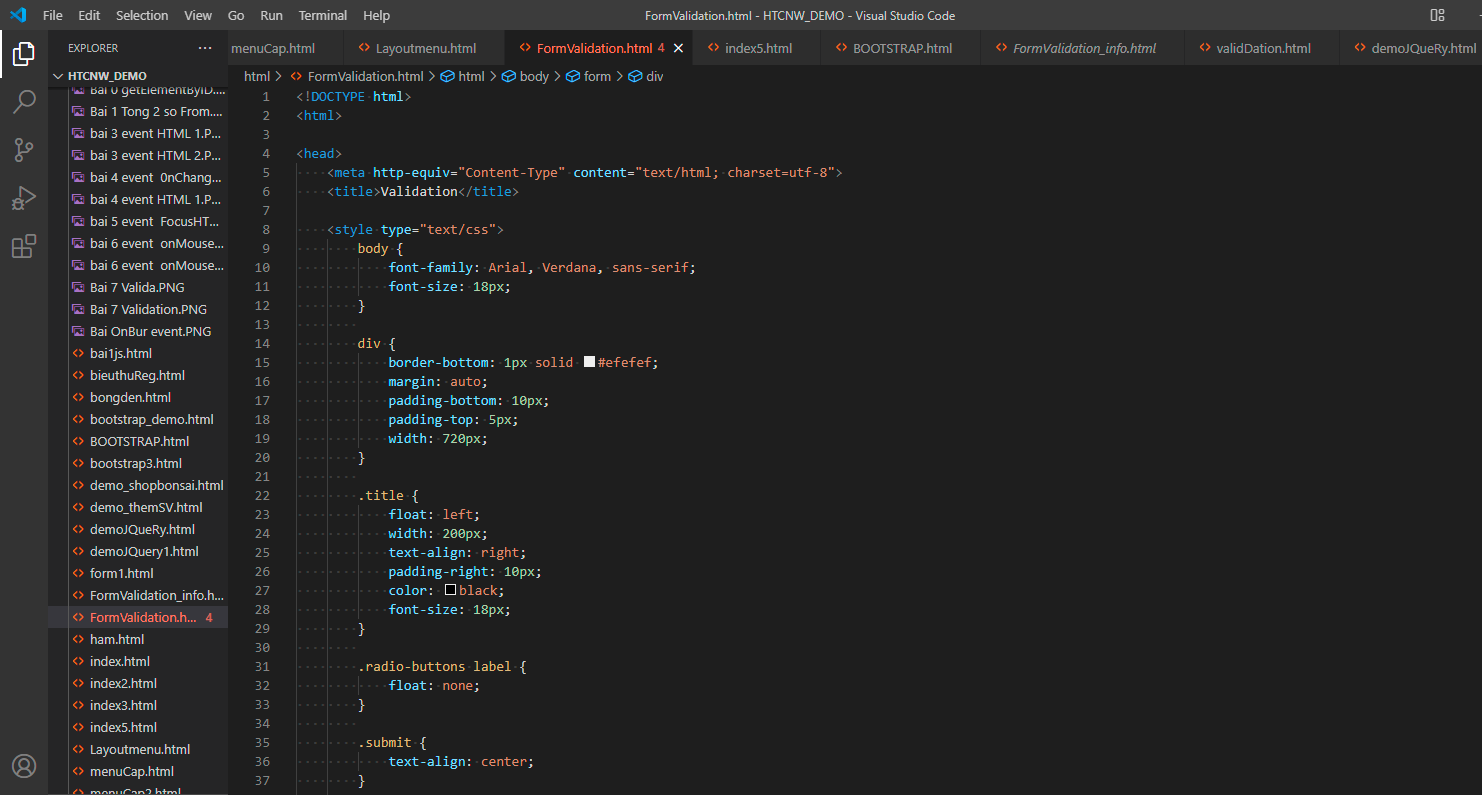 File Edit Selection View Go Run Terminal Help FormValidation.html - HTCNW_DEMO - Visual Studio Code
EXPLORER ...
menuCap.html Layoutmenu.html FormValidation.html 4 index5.html BOOTSTRAP.html FormValidation_info.html validDation.html demoJQueRy.html
HTCNW_DEMO
html > FormValidation.html > html > body > form > div
Bai 0 getElementByID....
Bai 1 Tong 2 so From....
bai 3 event HTML 1.P...
bai 3 event HTML 2.P...
bai 4 event 0nChang...
bai 4 event HTML 1.P...
bai 5 event FocusHT...
bai 6 event onMouse...
bai 6 event onMouse...
Bai 7 Valida.PNG
Bai 7 Validation.PNG
Bai OnBur event.PNG
bai1js.html
bieuthuReg.html
bongden.html
bootstrap_demo.html
BOOTSTRAP.html
bootstrap3.html
demo_shopbonsai.html
demo_themSV.html
demoJQueRy.html
demoJQuery1.html
form1.html
FormValidation_info.h...
FormValidation.h... 4
ham.html
index.html
index2.html
index3.html
index5.html
Layoutmenu.html
menuCap.html
menuCap2.html
1 <!DOCTYPE html>
2 <html>
3
4 <head>
5 <meta http-equiv="Content-Type" content="text/html; charset=utf-8">
6 <title>Validation</title>
7
8 <style type="text/css">
9 body {
10 font-family: Arial, Verdana, sans-serif;
11 font-size: 18px;
12 }
13
14 div {
15 border-bottom: 1px solid #efefef;
16 margin: auto;
17 padding-bottom: 10px;
18 padding-top: 5px;
19 width: 720px;
20 }
21
22 .title {
23 float: left;
24 width: 200px;
25 text-align: right;
26 padding-right: 10px;
27 color: black;
28 font-size: 18px;
29 }
30
31 .radio-buttons label {
32 float: none;
33 }
34
35 .submit {
36 text-align: center;
37 }